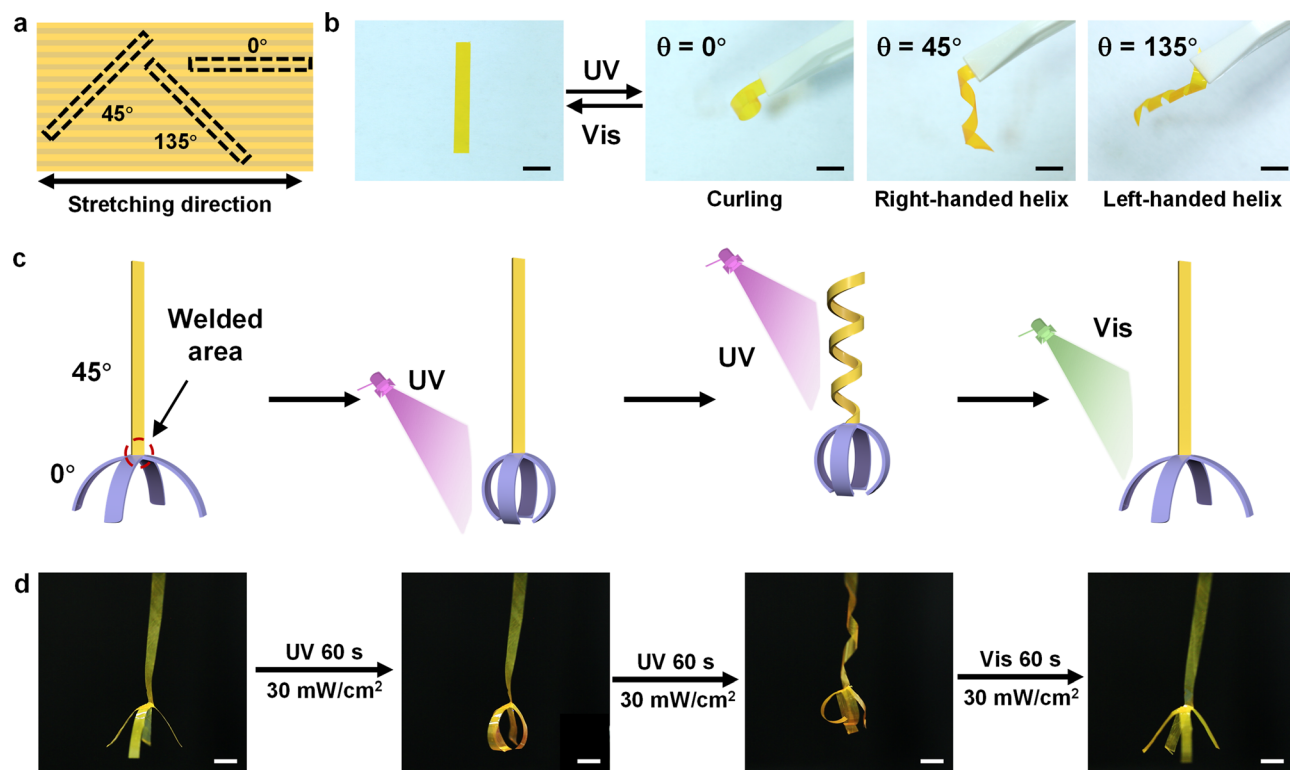 a
0°
45°
135°
Stretching direction
b
UV
Vis
θ = 0°
θ = 45°
θ = 135°
Curling
Right-handed helix
Left-handed helix
c
Welded
area
45°
0°
UV
UV
Vis
d
UV 60 s
30 mW/cm²
UV 60 s
30 mW/cm²
Vis 60 s
30 mW/cm²